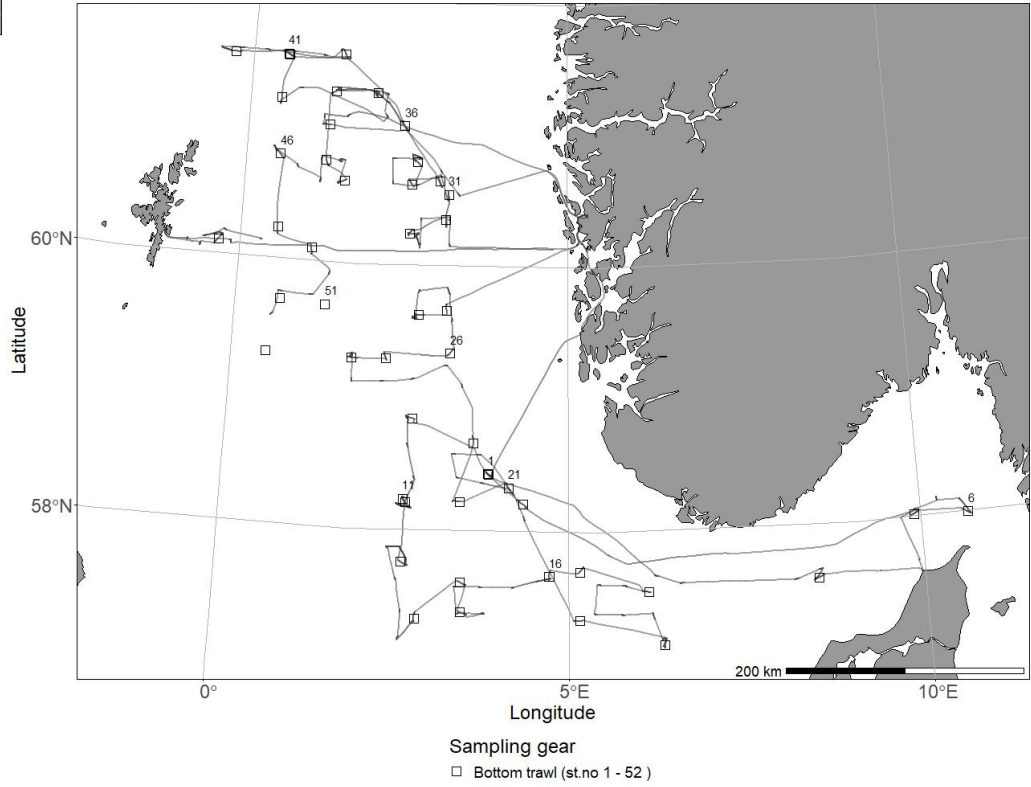 41
36
46
31
60°N
51
26
1
21
11
58°N
6
16
200 km
0°
5°E
10°E
Latitude
Longitude
Sampling gear
Bottom trawl (st.no 1 - 52 )